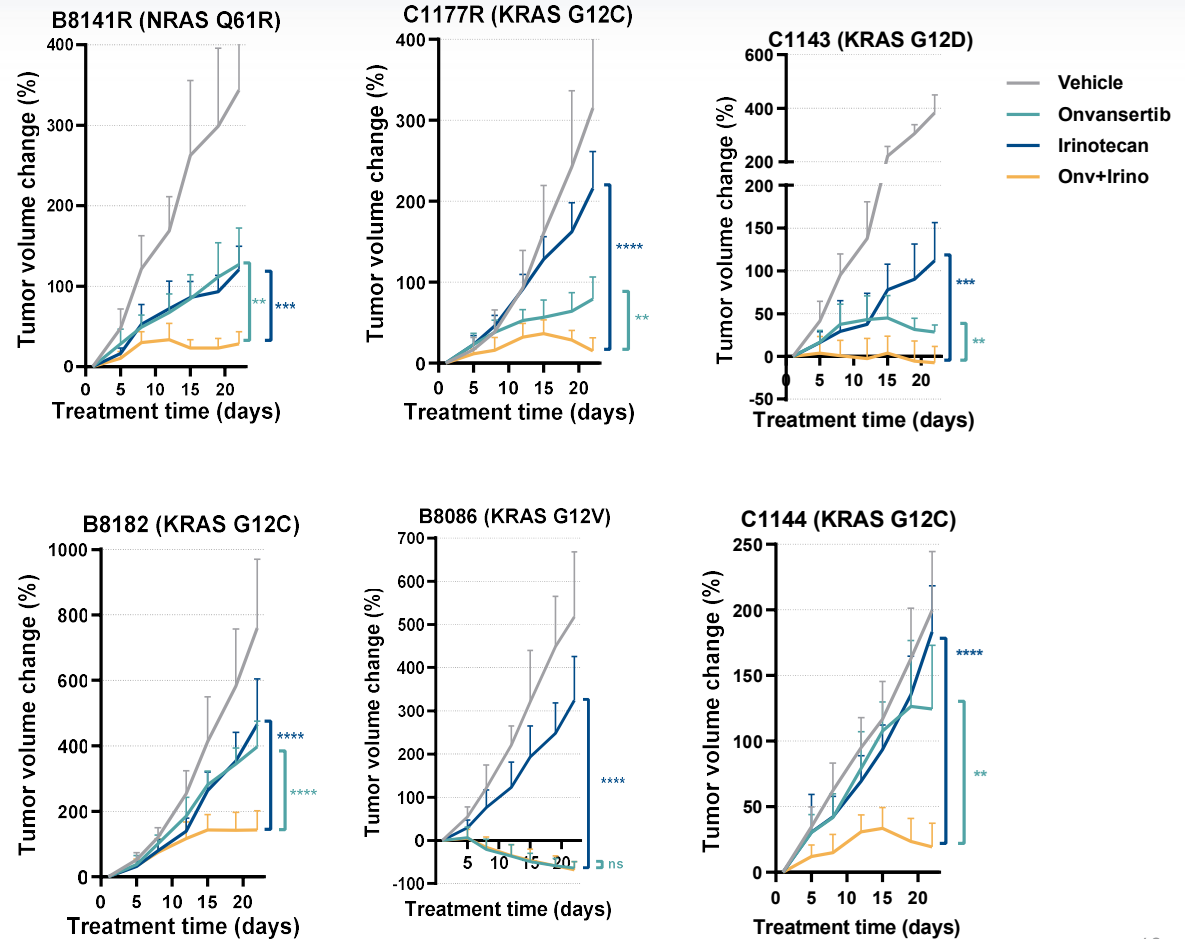 B8141R (NRAS Q61R)
Tumor volume change (%)
400
300
200
100
0
0 5 10 15 20
Treatment time (days)
**
***
C1177R (KRAS G12C)
Tumor volume change (%)
400
300
200
100
0
0 5 10 15 20
Treatment time (days)
****
**
C1143 (KRAS G12D)
Tumor volume change (%)
600
400
200
200
150
100
50
0
-50
0 5 10 15 20
Treatment time (days)
***
**
Vehicle
Onvansertib
Irinotecan
Onv+Irino
B8182 (KRAS G12C)
Tumor volume change (%)
1000
800
600
400
200
0
0 5 10 15 20
Treatment time (days)
****
****
B8086 (KRAS G12V)
Tumor volume change (%)
700
600
500
400
300
200
100
0
-100
5 10 15 20
Treatment time (days)
****
ns
C1144 (KRAS G12C)
Tumor volume change (%)
250
200
150
100
50
0
0 5 10 15 20
Treatment time (days)
****
**